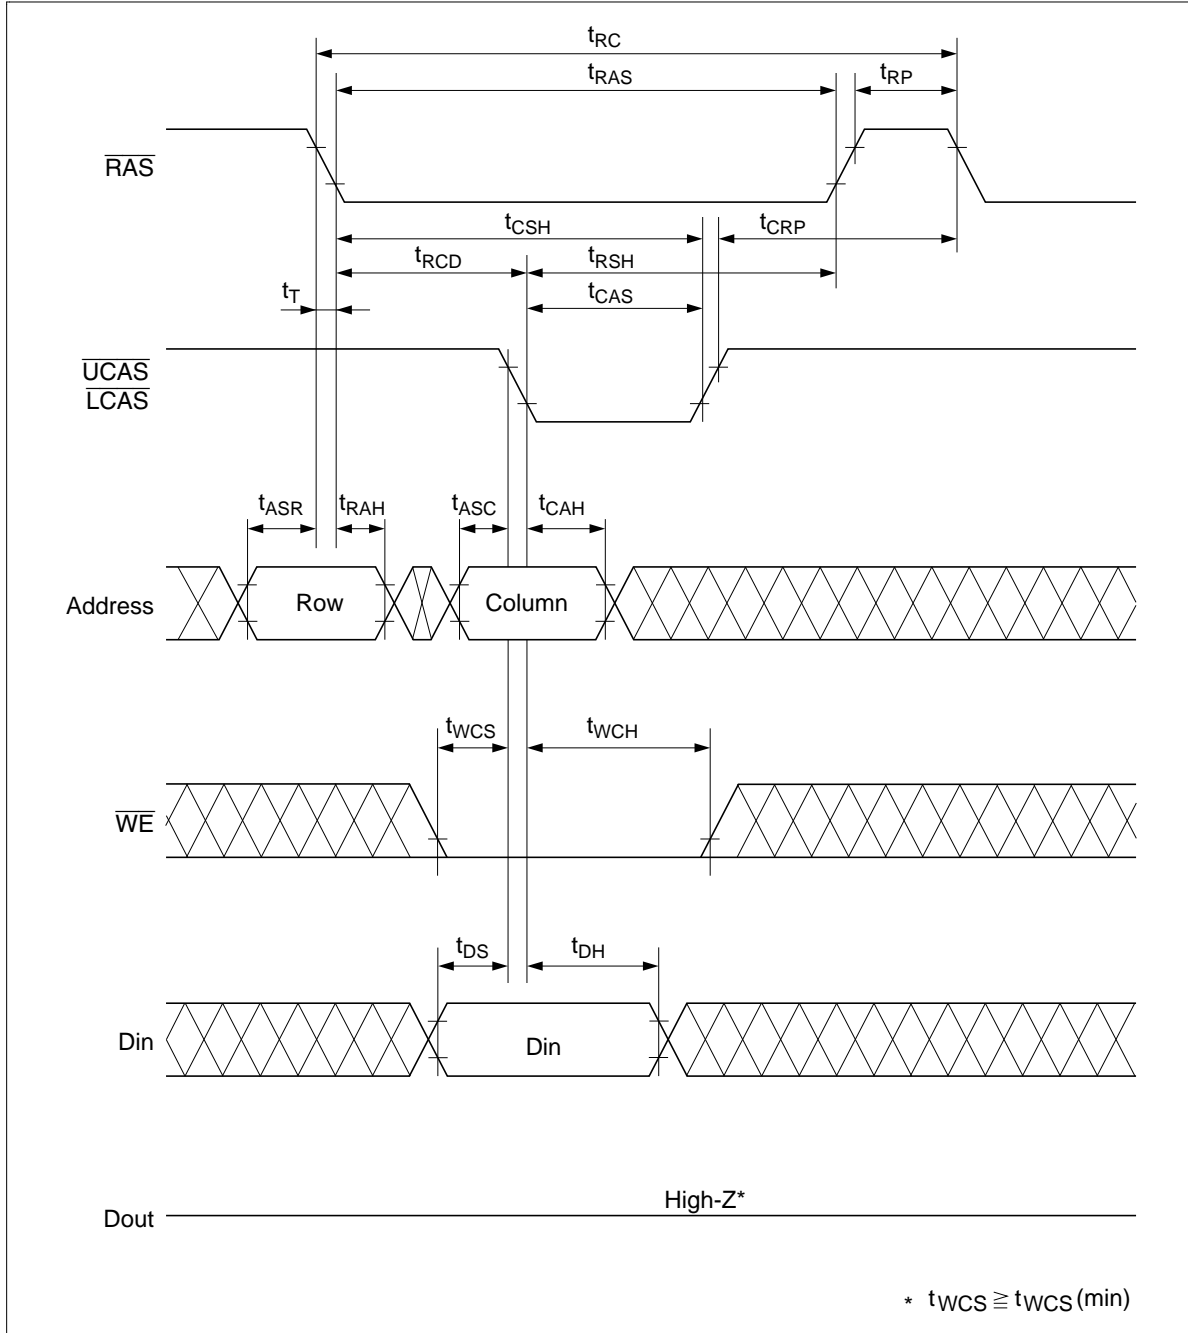 tRC
tRAS
tRP
RAS
tCSH
tCRP
tRCD
tRSH
tT
tCAS
UCAS
LCAS
tASR
tRAH
tASC
tCAH
Address
Row
Column
tWCS
tWCH
WE
tDS
tDH
Din
Din
High-Z*
Dout
* tWCS ≧ tWCS (min)